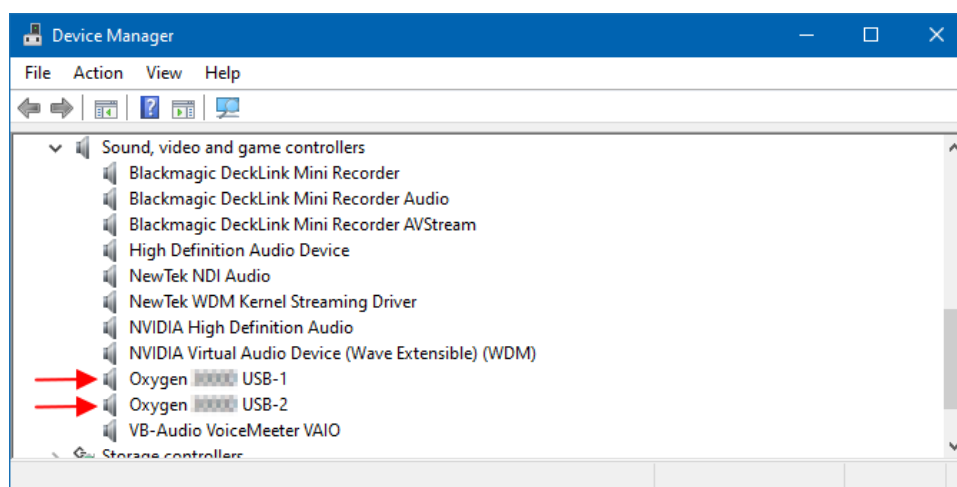 Device Manager
File Action View Help
Sound, video and game controllers
Blackmagic DeckLink Mini Recorder
Blackmagic DeckLink Mini Recorder Audio
Blackmagic DeckLink Mini Recorder AVStream
High Definition Audio Device
NewTek NDI Audio
NewTek WDM Kernel Streaming Driver
NVIDIA High Definition Audio
NVIDIA Virtual Audio Device (Wave Extensible) (WDM)
Oxygen USB-1
Oxygen USB-2
VB-Audio VoiceMeeter VAIO
Storage controllers